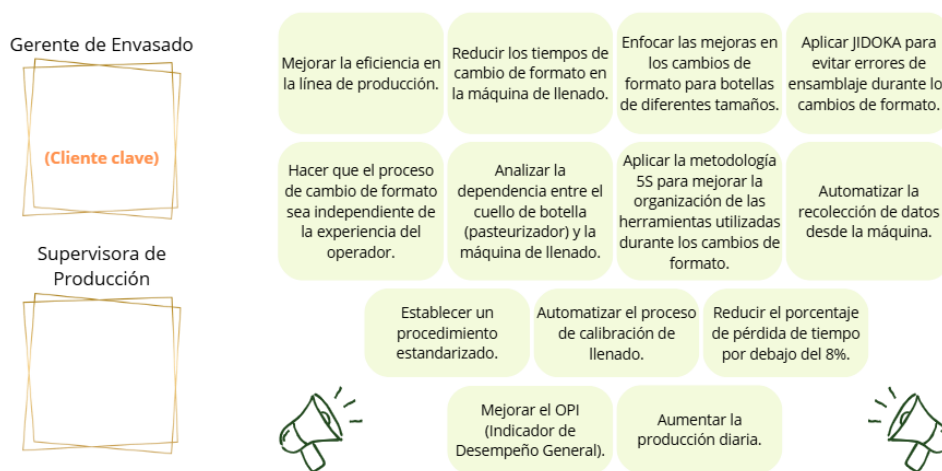 Gerente de Envasado
(Cliente clave)
Supervisora de
Producción
Mejorar la eficiencia en
la línea de producción.
Reducir los tiempos de
cambio de formato en
la máquina de llenado.
Enfocar las mejoras en
los cambios de
formato para botellas
de diferentes tamaños.
Aplicar JIDOKA para
evitar errores de
ensamblaje durante lo
cambios de formato.
Hacer que el proceso
de cambio de formato
sea independiente de
la experiencia del
operador.
Analizar la
dependencia entre el
cuello de botella
(pasteurizador) y la
máquina de llenado.
Aplicar la metodología
5S para mejorar la
organización de las
herramientas utilizadas
durante los cambios de
formato.
Automatizar la
recolección de datos
desde la máquina.
Establecer un
procedimiento
estandarizado.
Automatizar el proceso
de calibración de
llenado.
Reducir el porcentaje
de pérdida de tiempo
por debajo del 8%.
Mejorar el OPI
(Indicador de
Desempeño General).
Aumentar la
producción diaria.